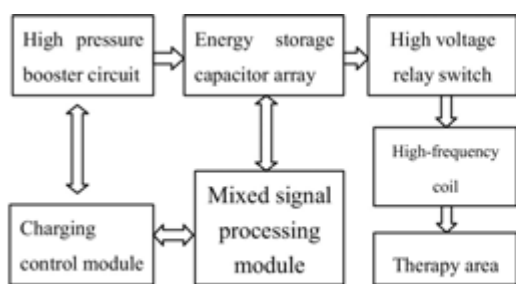 High pressure
booster circuit
Energy storage
capacitor array
High voltage
relay switch
High-frequency
coil
Charging
control module
Mixed signal
processing
module
Therapy area